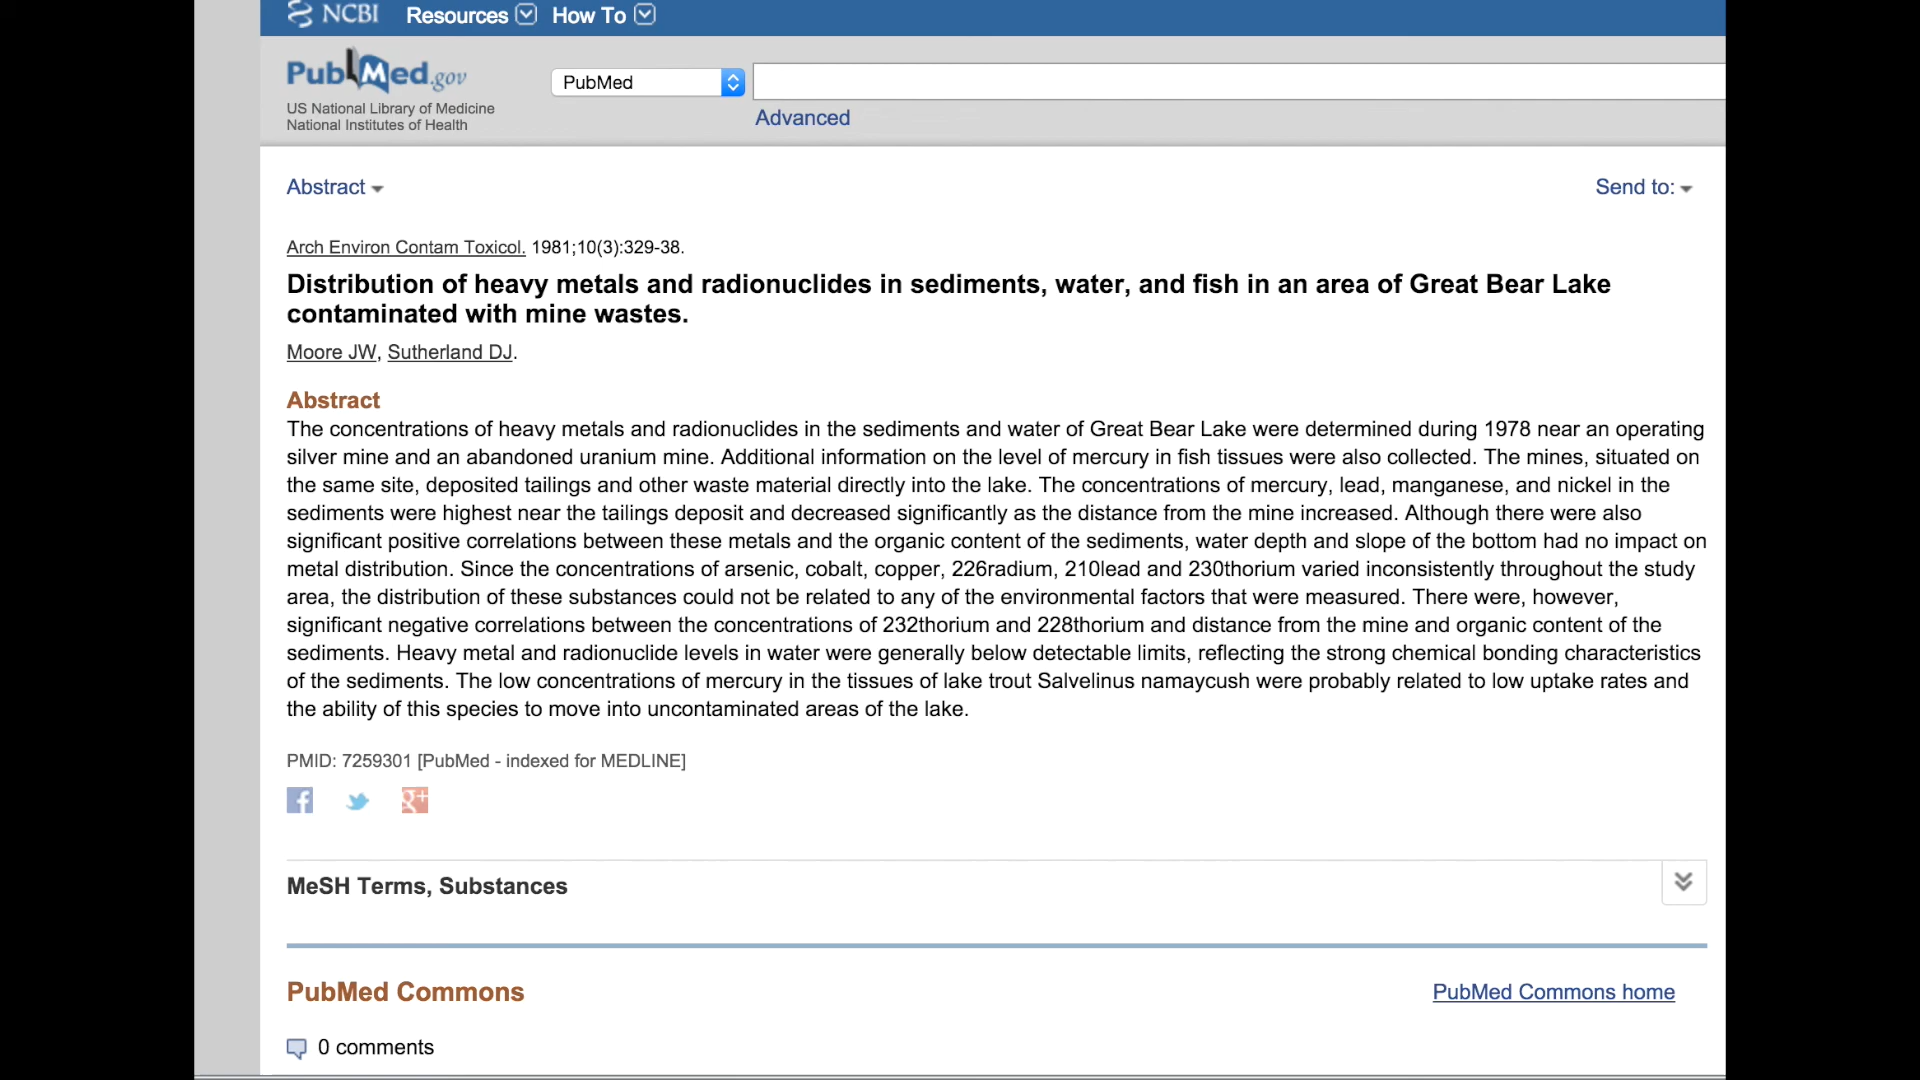 NCBI Resources How To
PubMed.gov
US National Library of Medicine
National Institutes of Health
PubMed
Advanced
Abstract
Send to:
Arch Environ Contam Toxicol. 1981;10(3):329-38.
Distribution of heavy metals and radionuclides in sediments, water, and fish in an area of Great Bear Lake
contaminated with mine wastes.
Moore JW, Sutherland DJ.
Abstract
The concentrations of heavy metals and radionuclides in the sediments and water of Great Bear Lake were determined during 1978 near an operating
silver mine and an abandoned uranium mine. Additional information on the level of mercury in fish tissues were also collected. The mines, situated on
the same site, deposited tailings and other waste material directly into the lake. The concentrations of mercury, lead, manganese, and nickel in the
sediments were highest near the tailings deposit and decreased significantly as the distance from the mine increased. Although there were also
significant positive correlations between these metals and the organic content of the sediments, water depth and slope of the bottom had no impact on
metal distribution. Since the concentrations of arsenic, cobalt, copper, 226radium, 210lead and 230thorium varied inconsistently throughout the study
area, the distribution of these substances could not be related to any of the environmental factors that were measured. There were, however,
significant negative correlations between the concentrations of 232thorium and 228thorium and distance from the mine and organic content of the
sediments. Heavy metal and radionuclide levels in water were generally below detectable limits, reflecting the strong chemical bonding characteristics
of the sediments. The low concentrations of mercury in the tissues of lake trout Salvelinus namaycush were probably related to low uptake rates and
the ability of this species to move into uncontaminated areas of the lake.
PMID: 7259301 [PubMed - indexed for MEDLINE]
f g+
MeSH Terms, Substances
PubMed Commons
PubMed Commons home
0 comments